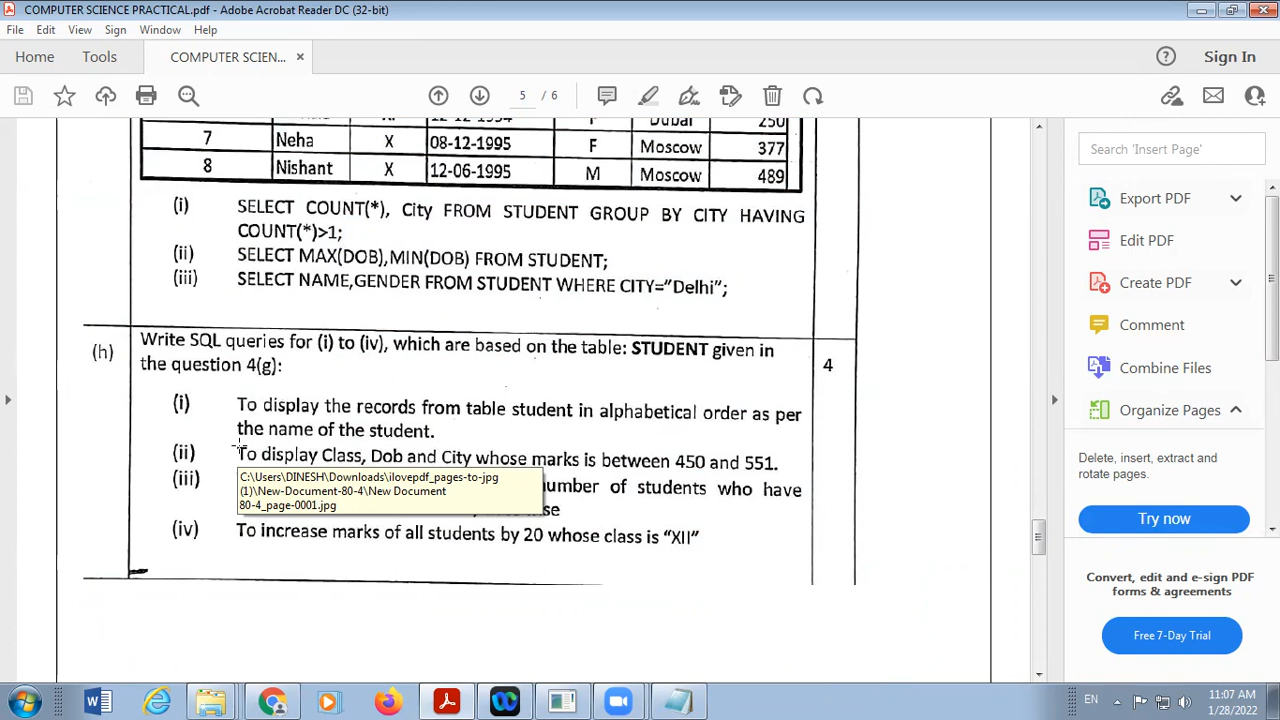 COMPUTER SCIENCE PRACTICAL.pdf - Adobe Acrobat Reader DC (32-bit)
File Edit View Sign Window Help
Home Tools COMPUTER SCIEN... × Sign In
5 / 6
Dubai 250
7 Neha X 08-12-1995 F Moscow 377
8 Nishant X 12-06-1995 M Moscow 489
(i) SELECT COUNT(*), City FROM STUDENT GROUP BY CITY HAVING
COUNT(*)>1;
(ii) SELECT MAX(DOB),MIN(DOB) FROM STUDENT;
(iii) SELECT NAME,GENDER FROM STUDENT WHERE CITY="Delhi";
(h) Write SQL queries for (i) to (iv), which are based on the table: STUDENT given in
the question 4(g):
4
(i) To display the records from table student in alphabetical order as per
the name of the student.
(ii) To display Class, Dob and City whose marks is between 450 and 551.
(iii) number of students who have
C:\Users\DINESH\Downloads\ilovepdf_pages-to-jpg
(1)\New-Document-80-4\New Document
80-4_page-0001.jpg
(iv) To increase marks of all students by 20 whose class is "XII"
Search 'Insert Page'
Export PDF
Edit PDF
Create PDF
Comment
Combine Files
Organize Pages
Delete, insert, extract and
rotate pages.
Try now
Convert, edit and e-sign PDF
forms & agreements
Free 7-Day Trial
EN
11:07 AM
1/28/2022